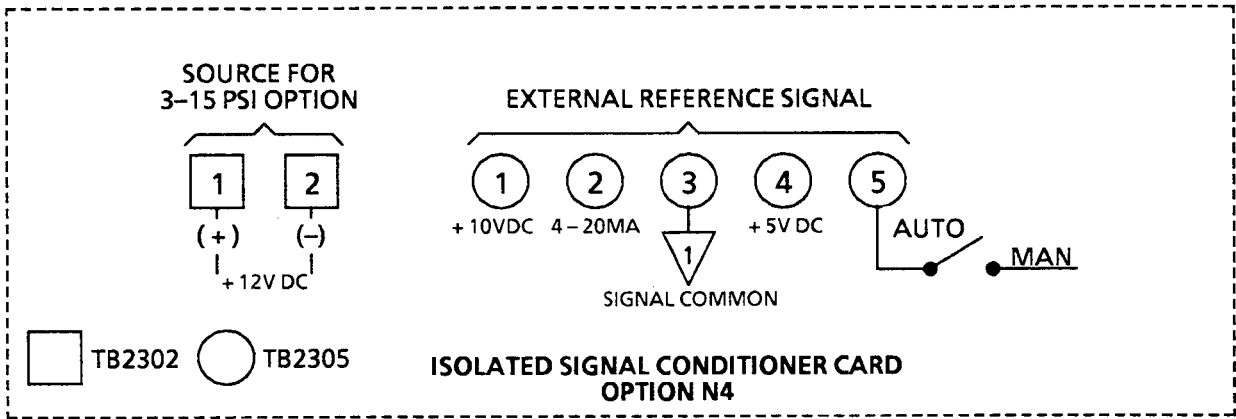 SOURCE FOR
3–15 PSI OPTION
EXTERNAL REFERENCE SIGNAL
1 2 1 2 3 4 5
+10VDC 4–20MA +5V DC
(+) (–)
AUTO
1
MAN
+12V DC
SIGNAL COMMON
TB2302 TB2305
ISOLATED SIGNAL CONDITIONER CARD
OPTION N4